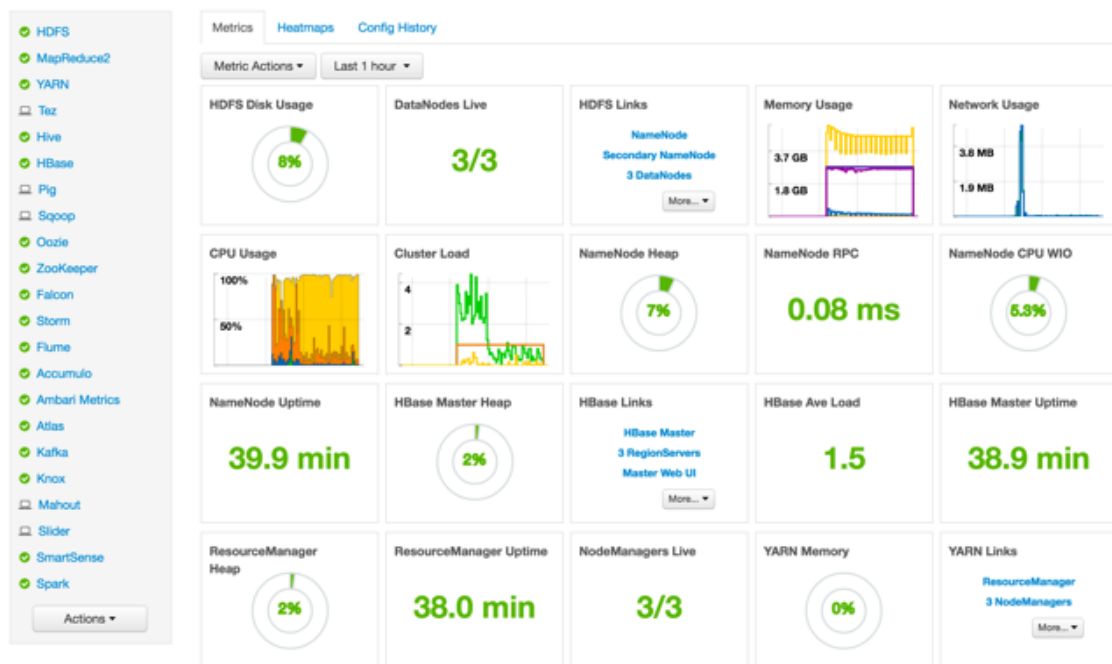 HDFS
MapReduce2
YARN
Tez
Hive
HBase
Pig
Sqoop
Oozie
ZooKeeper
Falcon
Storm
Flume
Accumulo
Ambari Metrics
Atlas
Kafka
Knox
Mahout
Slider
SmartSense
Spark
Actions
Metrics Heatmaps Config History
Metric Actions Last 1 hour
HDFS Disk Usage
8%
DataNodes Live
3/3
HDFS Links
NameNode
Secondary NameNode
3 DataNodes
More...
Memory Usage
3.7 GB
1.8 GB
Network Usage
3.8 MB
1.9 MB
CPU Usage
100%
50%
Cluster Load
4
2
NameNode Heap
7%
NameNode RPC
0.08 ms
NameNode CPU WIO
5.3%
NameNode Uptime
39.9 min
HBase Master Heap
2%
HBase Links
HBase Master
3 RegionServers
Master Web UI
More...
HBase Ave Load
1.5
HBase Master Uptime
38.9 min
ResourceManager
Heap
2%
ResourceManager Uptime
38.0 min
NodeManagers Live
3/3
YARN Memory
0%
YARN Links
ResourceManager
3 NodeManagers
More...